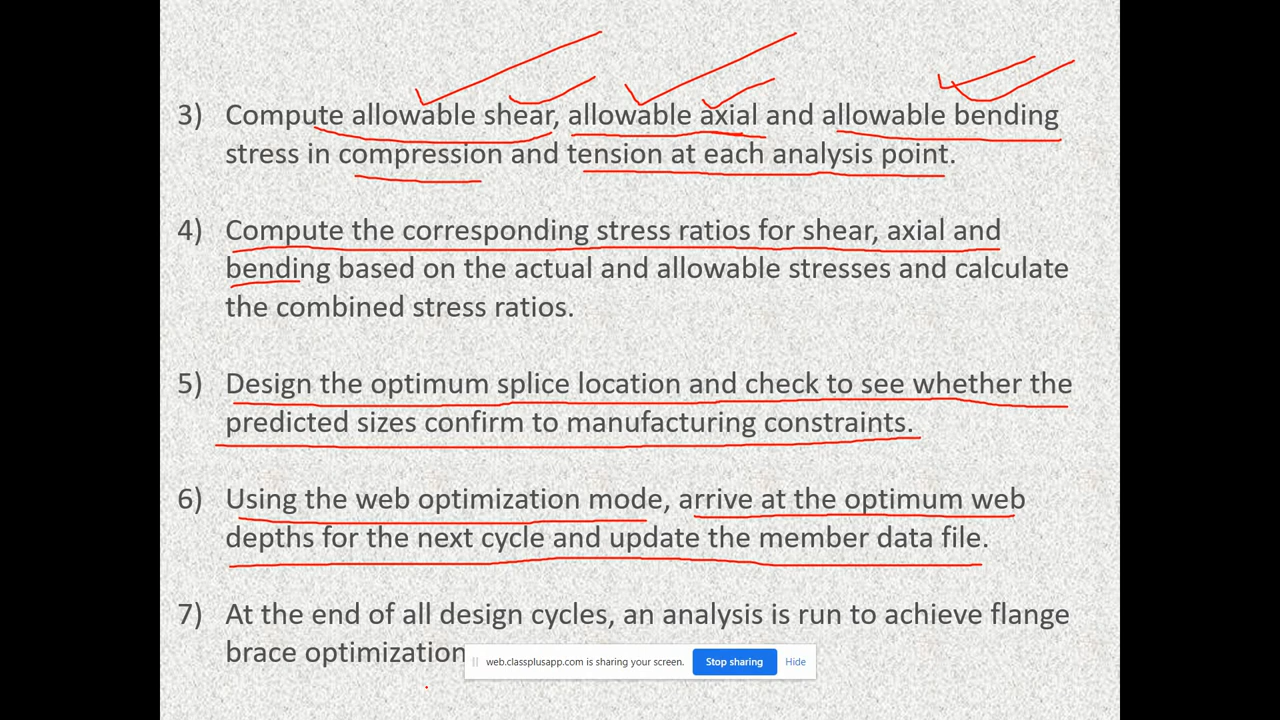 3) Compute allowable shear, allowable axial and allowable bending
stress in compression and tension at each analysis point.
4) Compute the corresponding stress ratios for shear, axial and
bending based on the actual and allowable stresses and calculate
the combined stress ratios.
5) Design the optimum splice location and check to see whether the
predicted sizes confirm to manufacturing constraints.
6) Using the web optimization mode, arrive at the optimum web
depths for the next cycle and update the member data file.
7) At the end of all design cycles, an analysis is run to achieve flange
brace optimization
web.classplusapp.com is sharing your screen. Stop sharing Hide